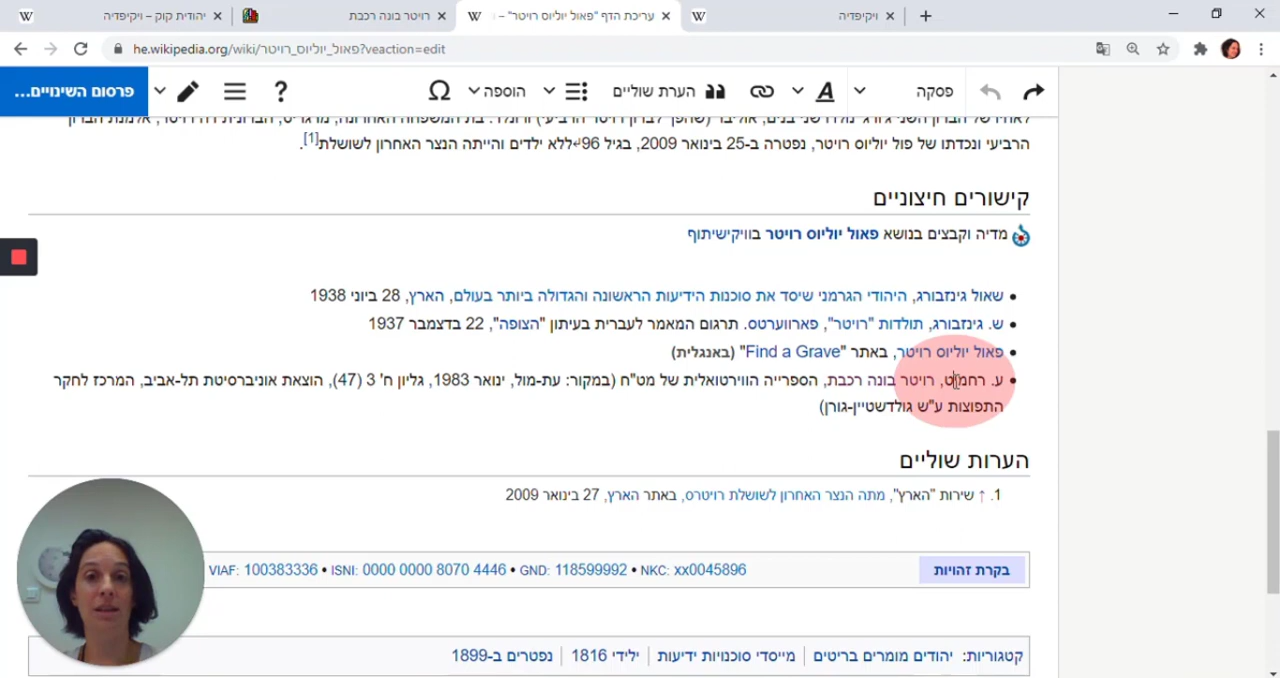 יהודית קוק – ויקיפדיה
רויטר בונה רכבת
עריכת הדף "פאול יוליוס רויטר" –
ויקיפדיה
he.wikipedia.org/wiki/פאול_יוליוס_רויטר?veaction=edit
פרסום השינויים...
הוספה
הערת שוליים
פסקה
הרביעי ונכדתו של פול יוליוס רויטר, נפטרה ב-25 בינואר 2009, בגיל 96 ללא ילדים והייתה הנצר האחרון לשושלת[1].
קישורים חיצוניים
מדיה וקבצים בנושא פאול יוליוס רויטר בוויקישיתוף
שאול גינזבורג, היהודי הגרמני שיסד את סוכנות הידיעות הראשונה והגדולה ביותר בעולם, הארץ, 28 ביוני 1938
ש. גינזבורג, תולדות "רויטר", פארווערטס. תרגום המאמר לעברית בעיתון "הצופה", 22 בדצמבר 1937
פאול יוליוס רויטר, באתר "Find a Grave" (באנגלית)
ע. רחמוט, רויטר בונה רכבת, הספרייה הווירטואלית של מט"ח (במקור: עת-מול, ינואר 1983, גליון ח' 3 (47), הוצאת אוניברסיטת תל-אביב, המרכז לחקר
התפוצות ע"ש גולדשטיין-גורן)
הערות שוליים
1. ↑ שירות "הארץ", מתה הנצר האחרון לשושלת רויטרס, באתר הארץ, 27 בינואר 2009
בקרת זהויות
VIAF: 100383336 • ISNI: 0000 0000 8070 4446 • GND: 118599992 • NKC: xx0045896
קטגוריות: יהודים מומרים בריטים | מייסדי סוכנויות ידיעות | ילידי 1816 | נפטרים ב-1899